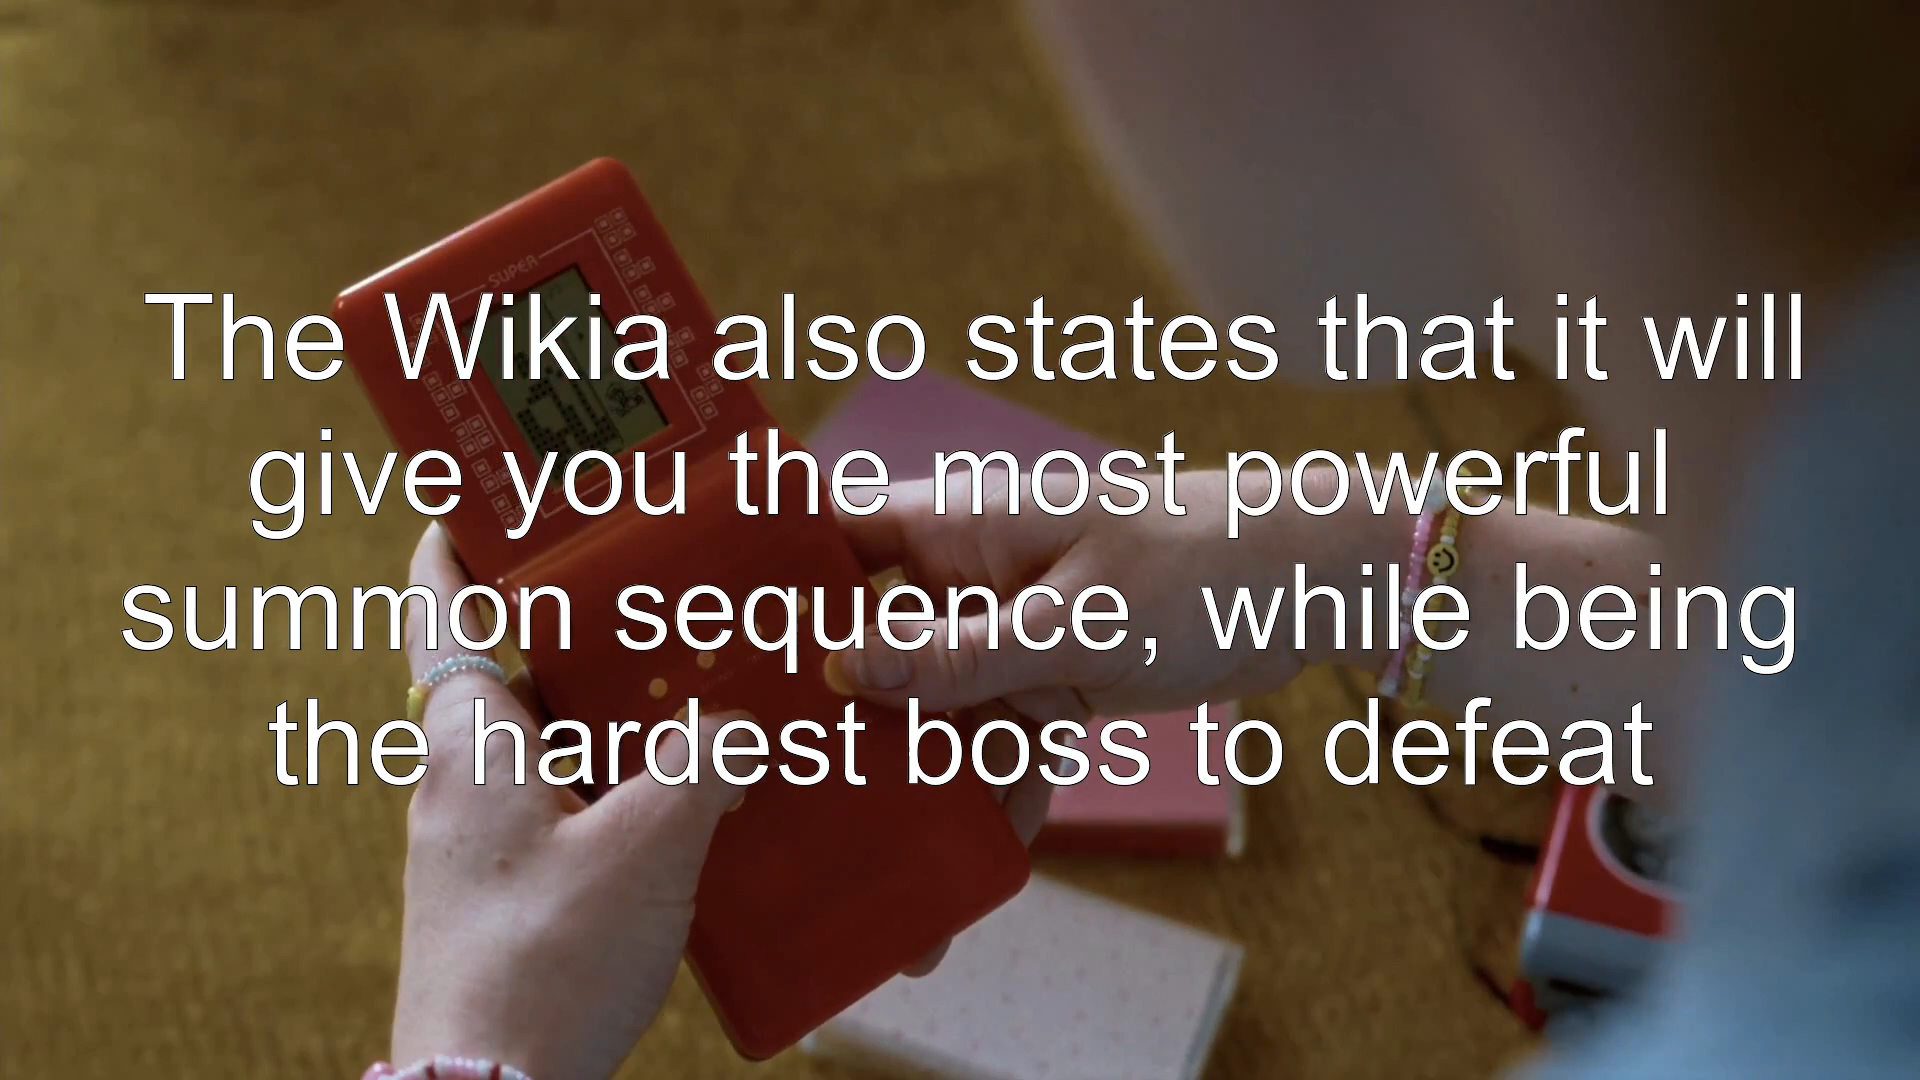 SUPER
The Wikia also states that it will
give you the most powerful
summon sequence, while being
the hardest boss to defeat